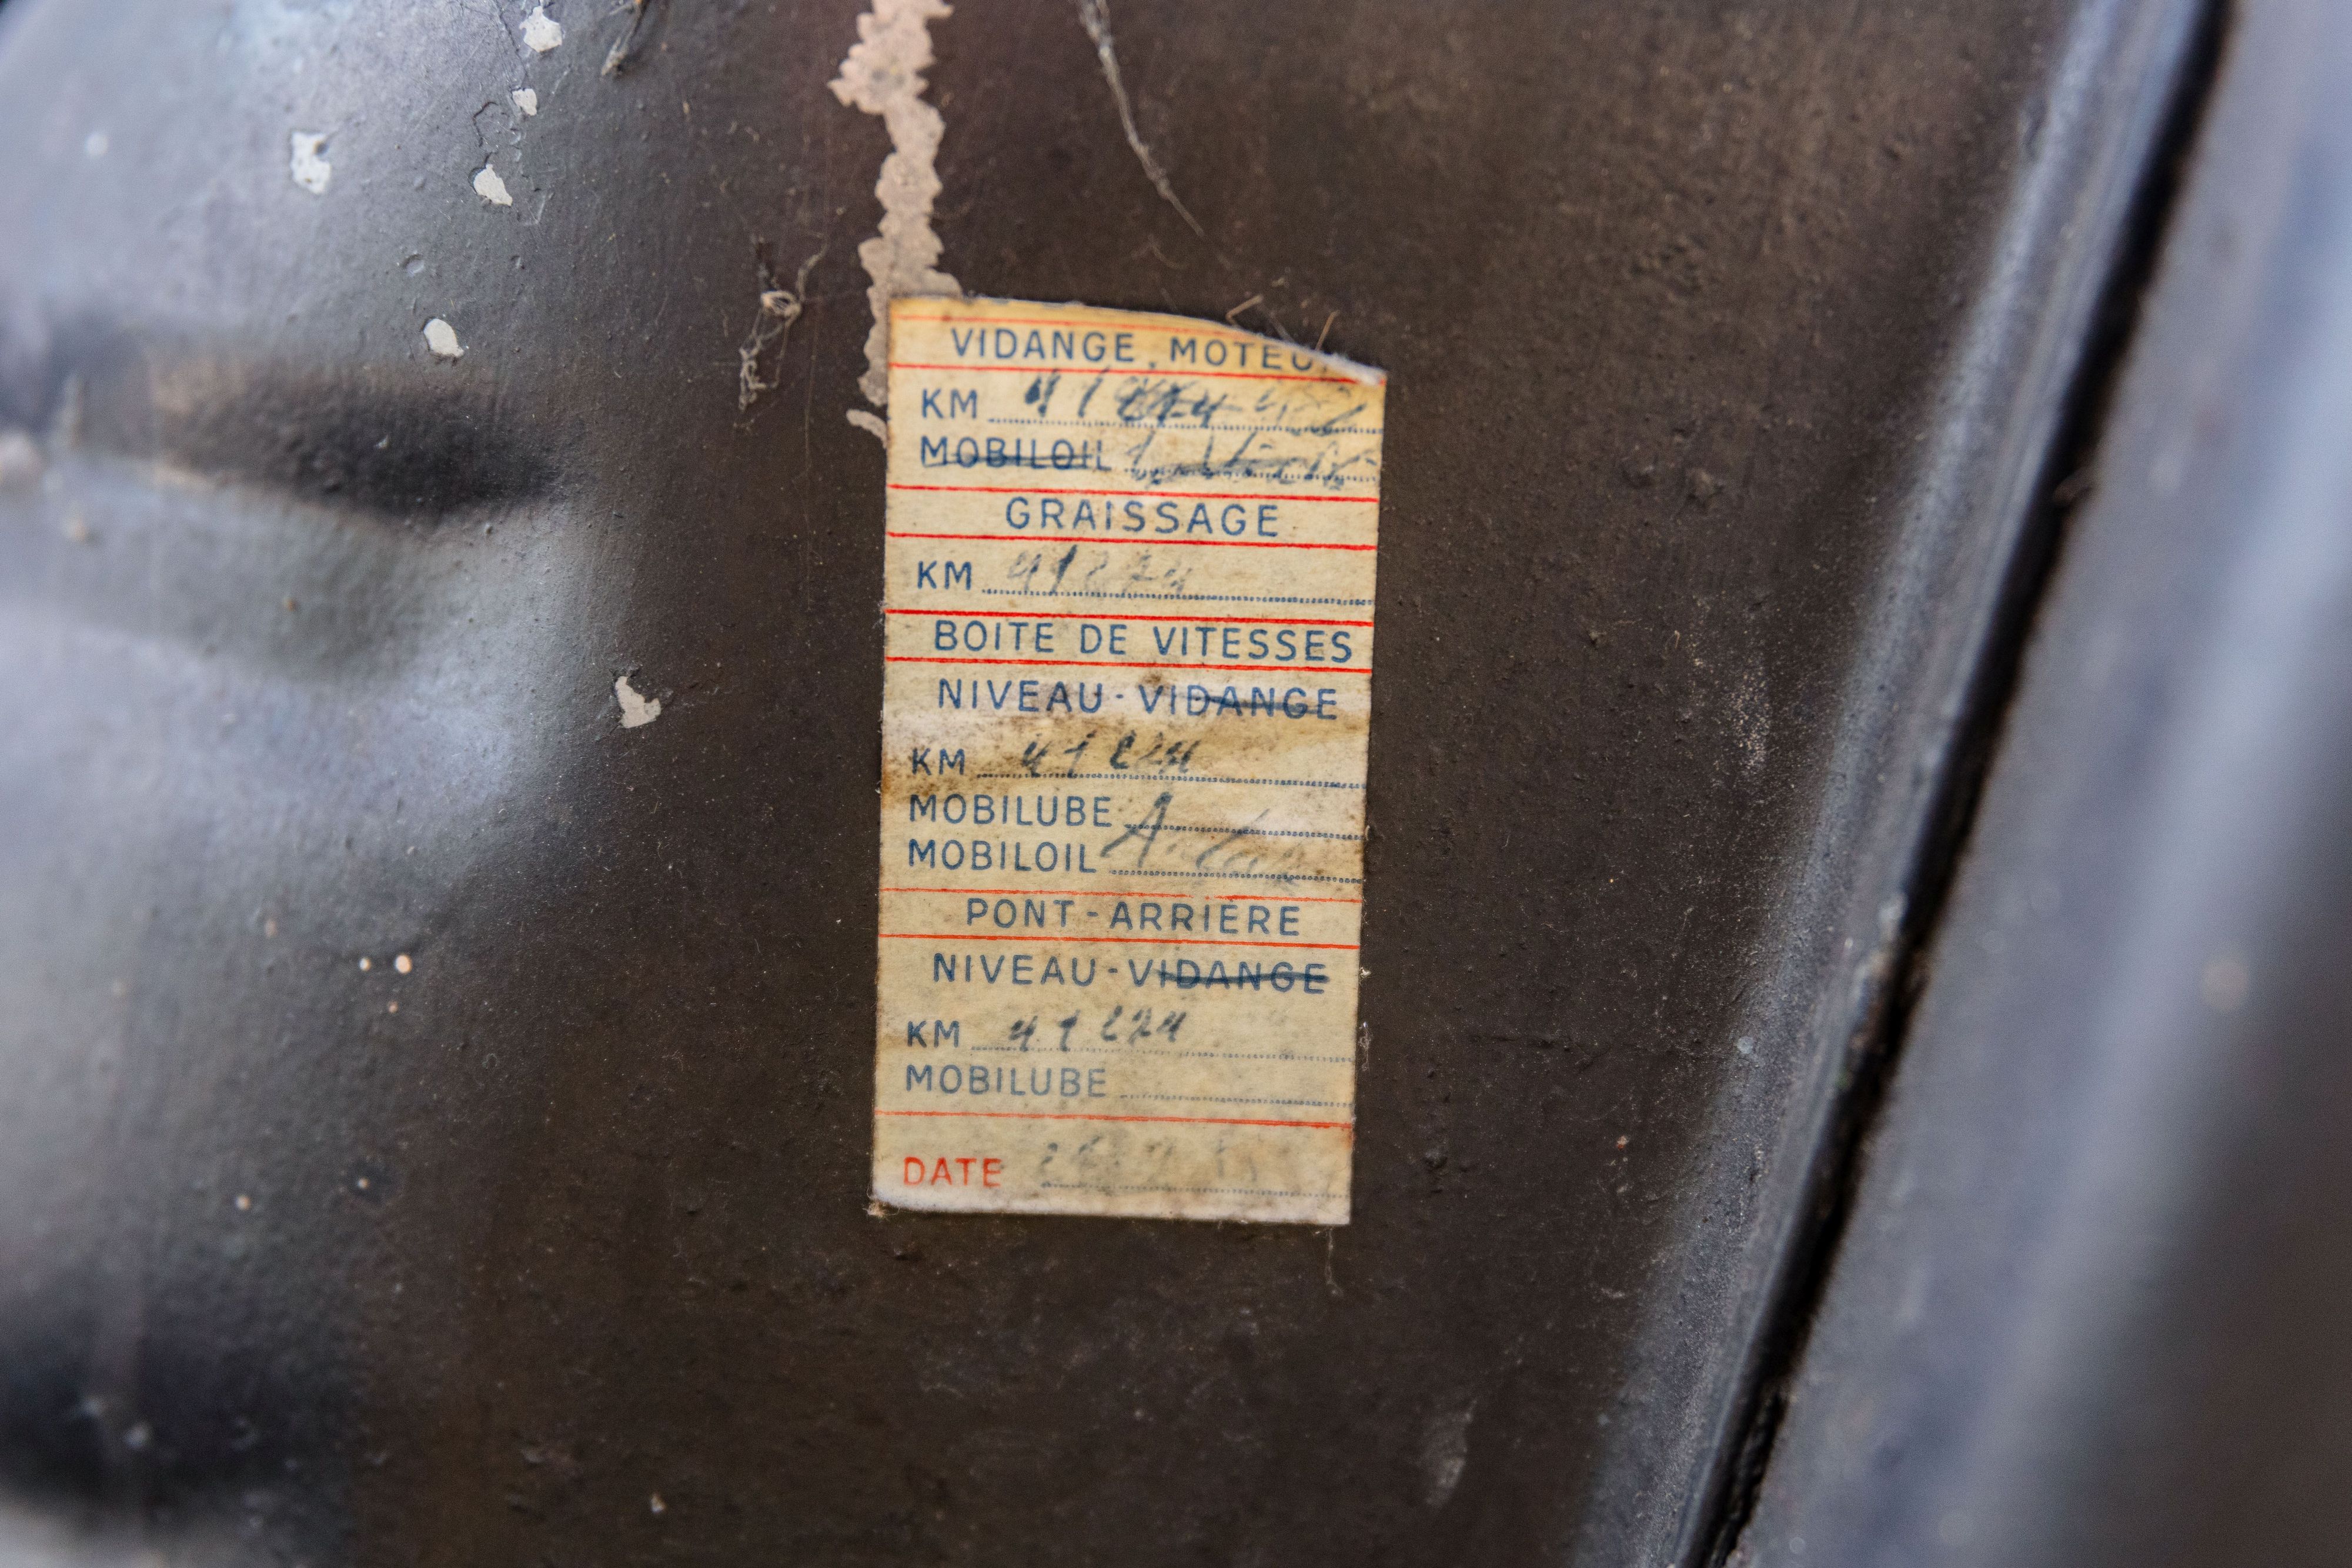 VIDANGE MOTEU
KM 41
MOBILOIL
GRAISSAGE
KM 41224
BOITE DE VITESSES
NIVEAU - VIDANGE
KM 41224
MOBILUBE
MOBILOIL
PONT-ARRIERE
NIVEAU - VIDANGE
KM 41224
MOBILUBE
DATE